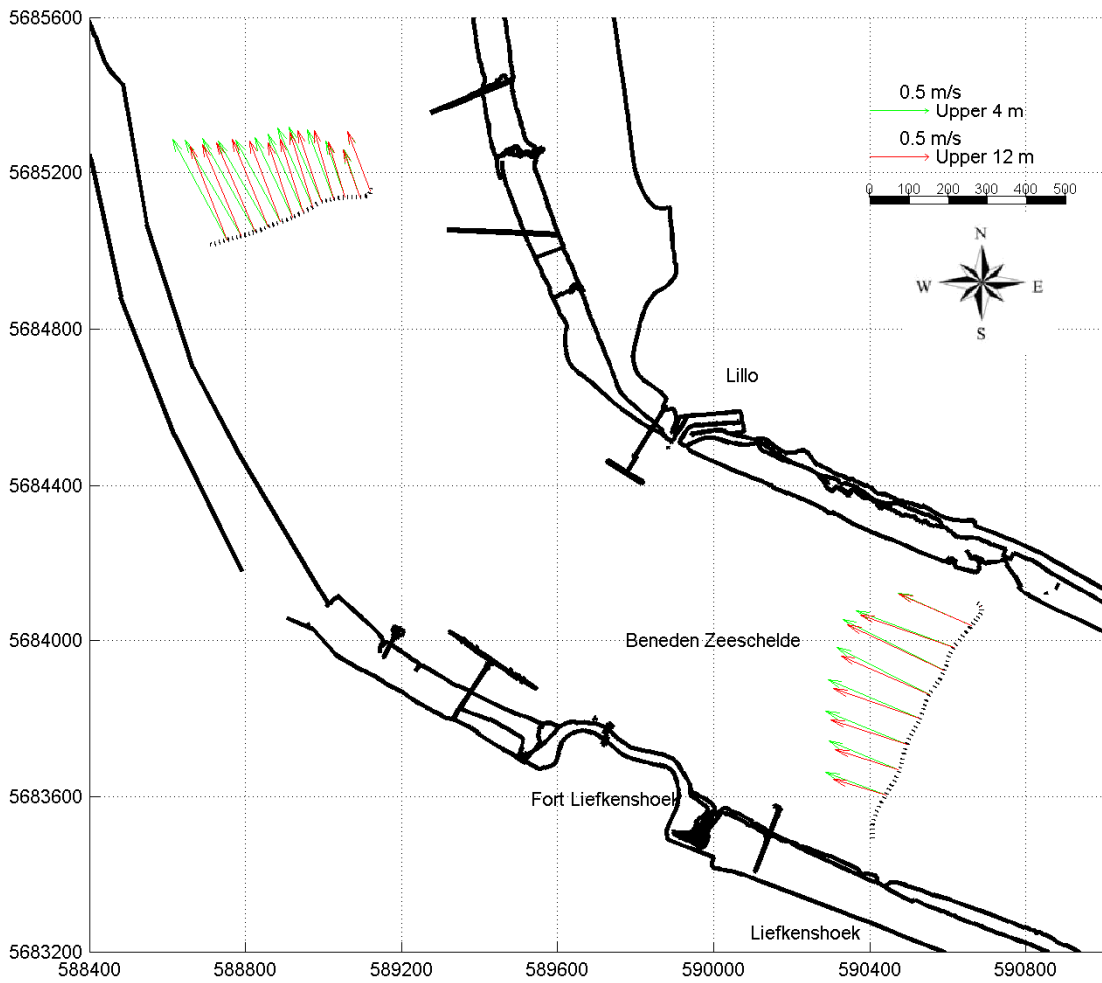 5685600
0.5 m/s
Upper 4 m
0.5 m/s
Upper 12 m
5685200
0 100 200 300 400 500
N
W E
S
5684800
Lillo
5684400
5684000
Beneden Zeeschelde
5683600
Fort Liefkenshoek
Liefkenshoek
5683200
588400 588800 589200 589600 590000 590400 590800